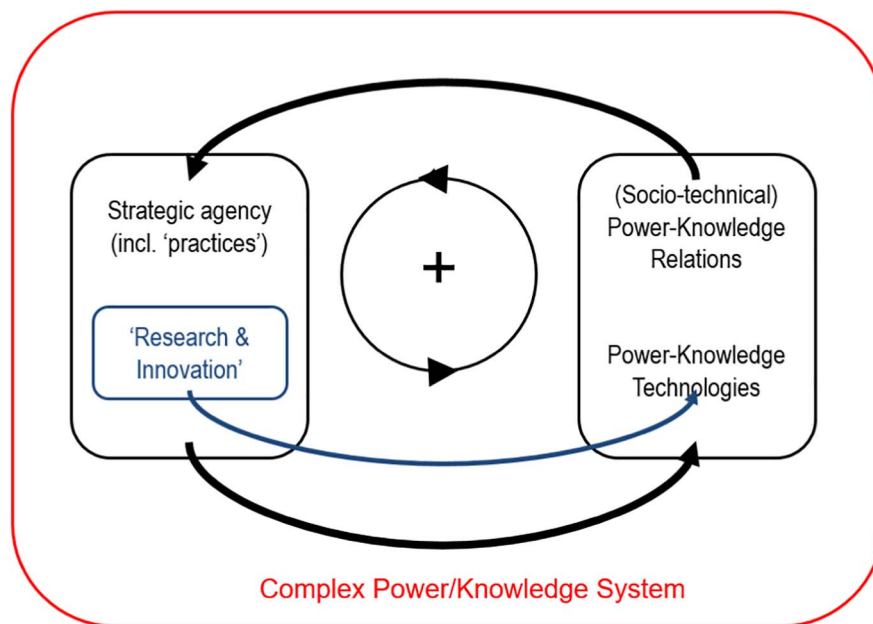 Strategic agency
(incl. ‘practices’)
‘Research &
Innovation’
+
(Socio-technical)
Power-Knowledge
Relations
Power-Knowledge
Technologies
Complex Power/Knowledge System